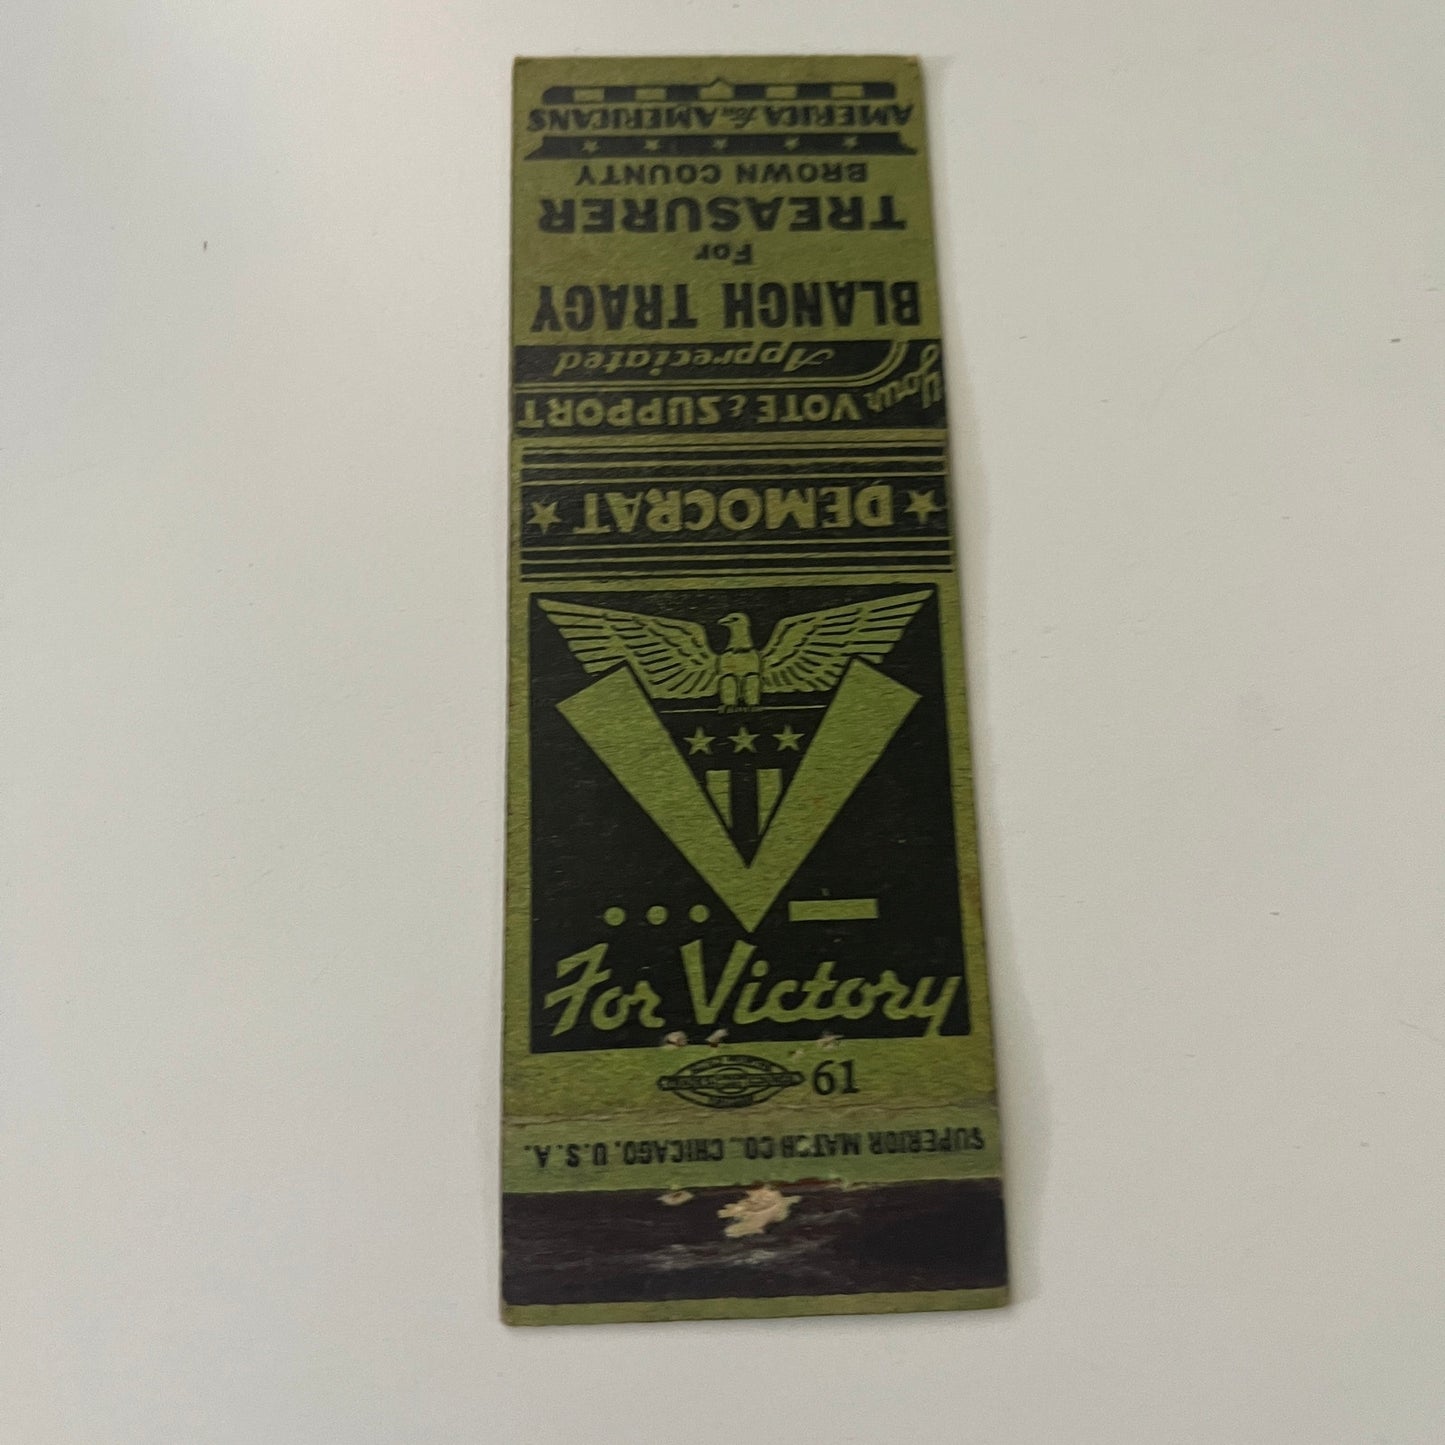 AMERICA for AMERICANS
BROWN COUNTY
TREASURER
For
BLANCH TRACY
Appreciated
Your VOTE & SUPPORT
DEMOCRAT
For Victory
61
SUPERIOR MATCH CO., CHICAGO, U.S.A.